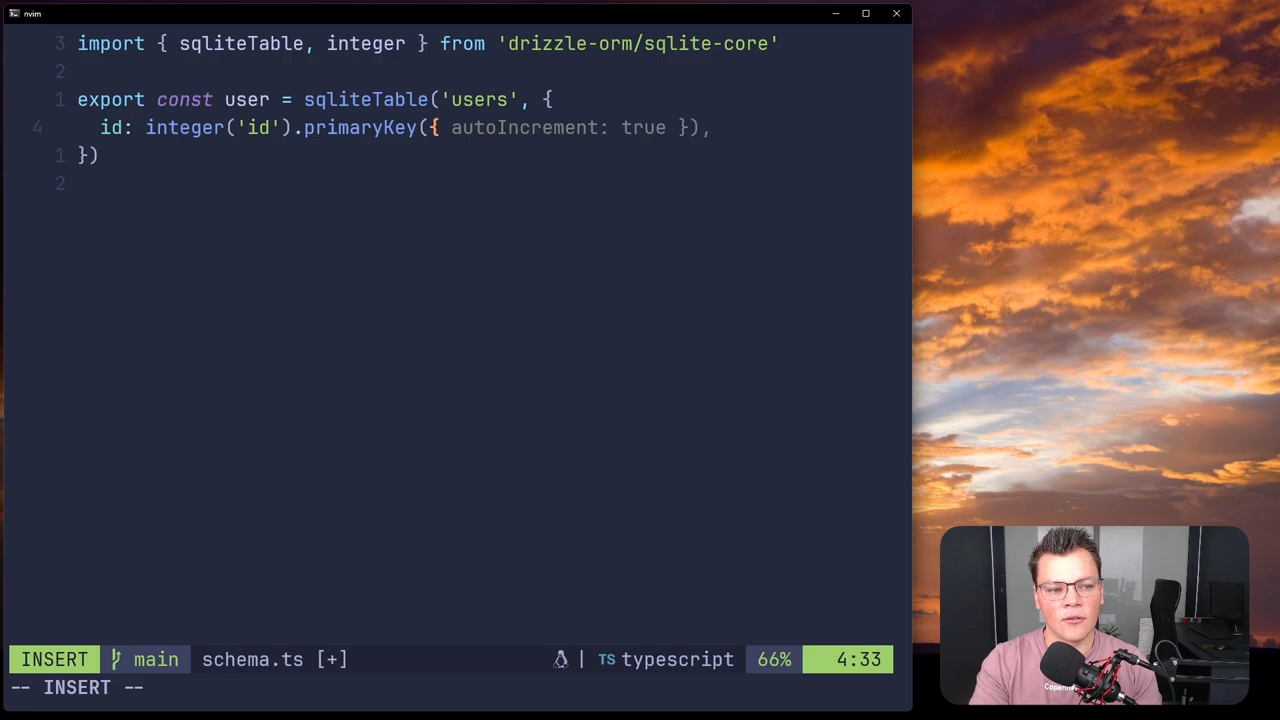 nvim
3 import { sqliteTable, integer } from 'drizzle-orm/sqlite-core'
2
1 export const user = sqliteTable('users', {
4 id: integer('id').primaryKey({ autoIncrement: true }),
1 })
2
INSERT main schema.ts [+] | TS typescript 66% 4:33
-- INSERT --